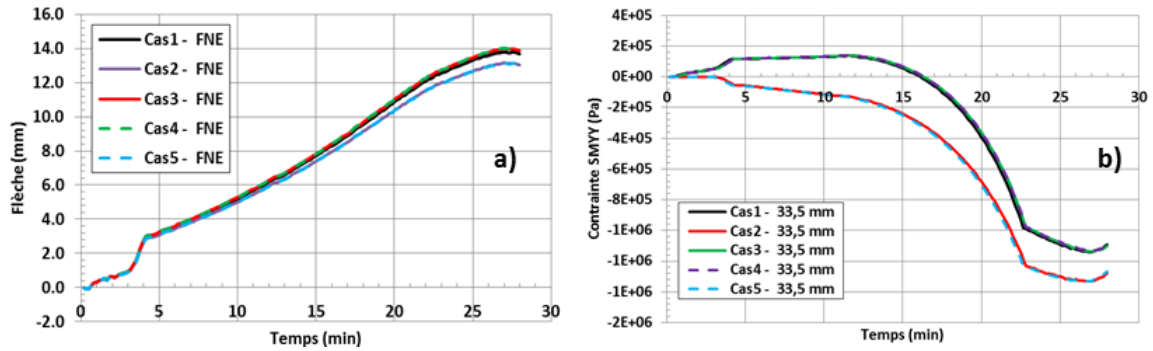 a)
Flèche (mm)
16.0
14.0
12.0
10.0
8.0
6.0
4.0
2.0
0.0
-2.0
Cas1 - FNE
Cas2 - FNE
Cas3 - FNE
Cas4 - FNE
Cas5 - FNE
0 5 10 15 20 25 30
Temps (min)
b)
Contrainte SMYY (Pa)
4E+05
2E+05
0E+00
-2E+05
-4E+05
-6E+05
-8E+05
-1E+06
-1E+06
-1E+06
-2E+06
0 5 10 15 20 25 30
Cas1 - 33,5 mm
Cas2 - 33,5 mm
Cas3 - 33,5 mm
Cas4 - 33,5 mm
Cas5 - 33,5 mm
Temps (min)